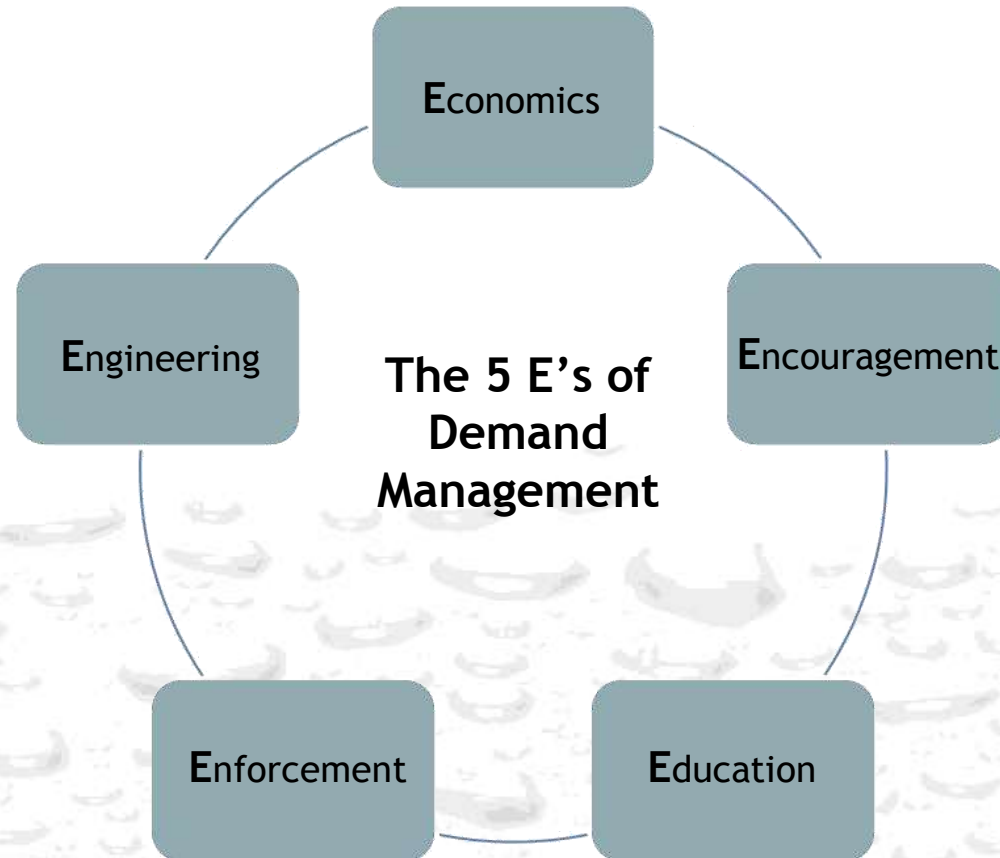 Economics
Engineering
Encouragement
The 5 E’s of
Demand
Management
Enforcement
Education